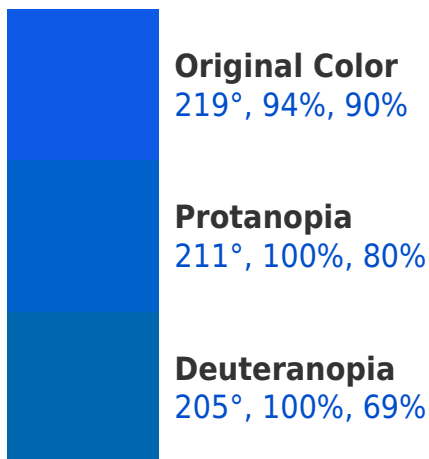 Original Color
219°, 94%, 90%
Protanopia
211°, 100%, 80%
Deuteranopia
205°, 100%, 69%